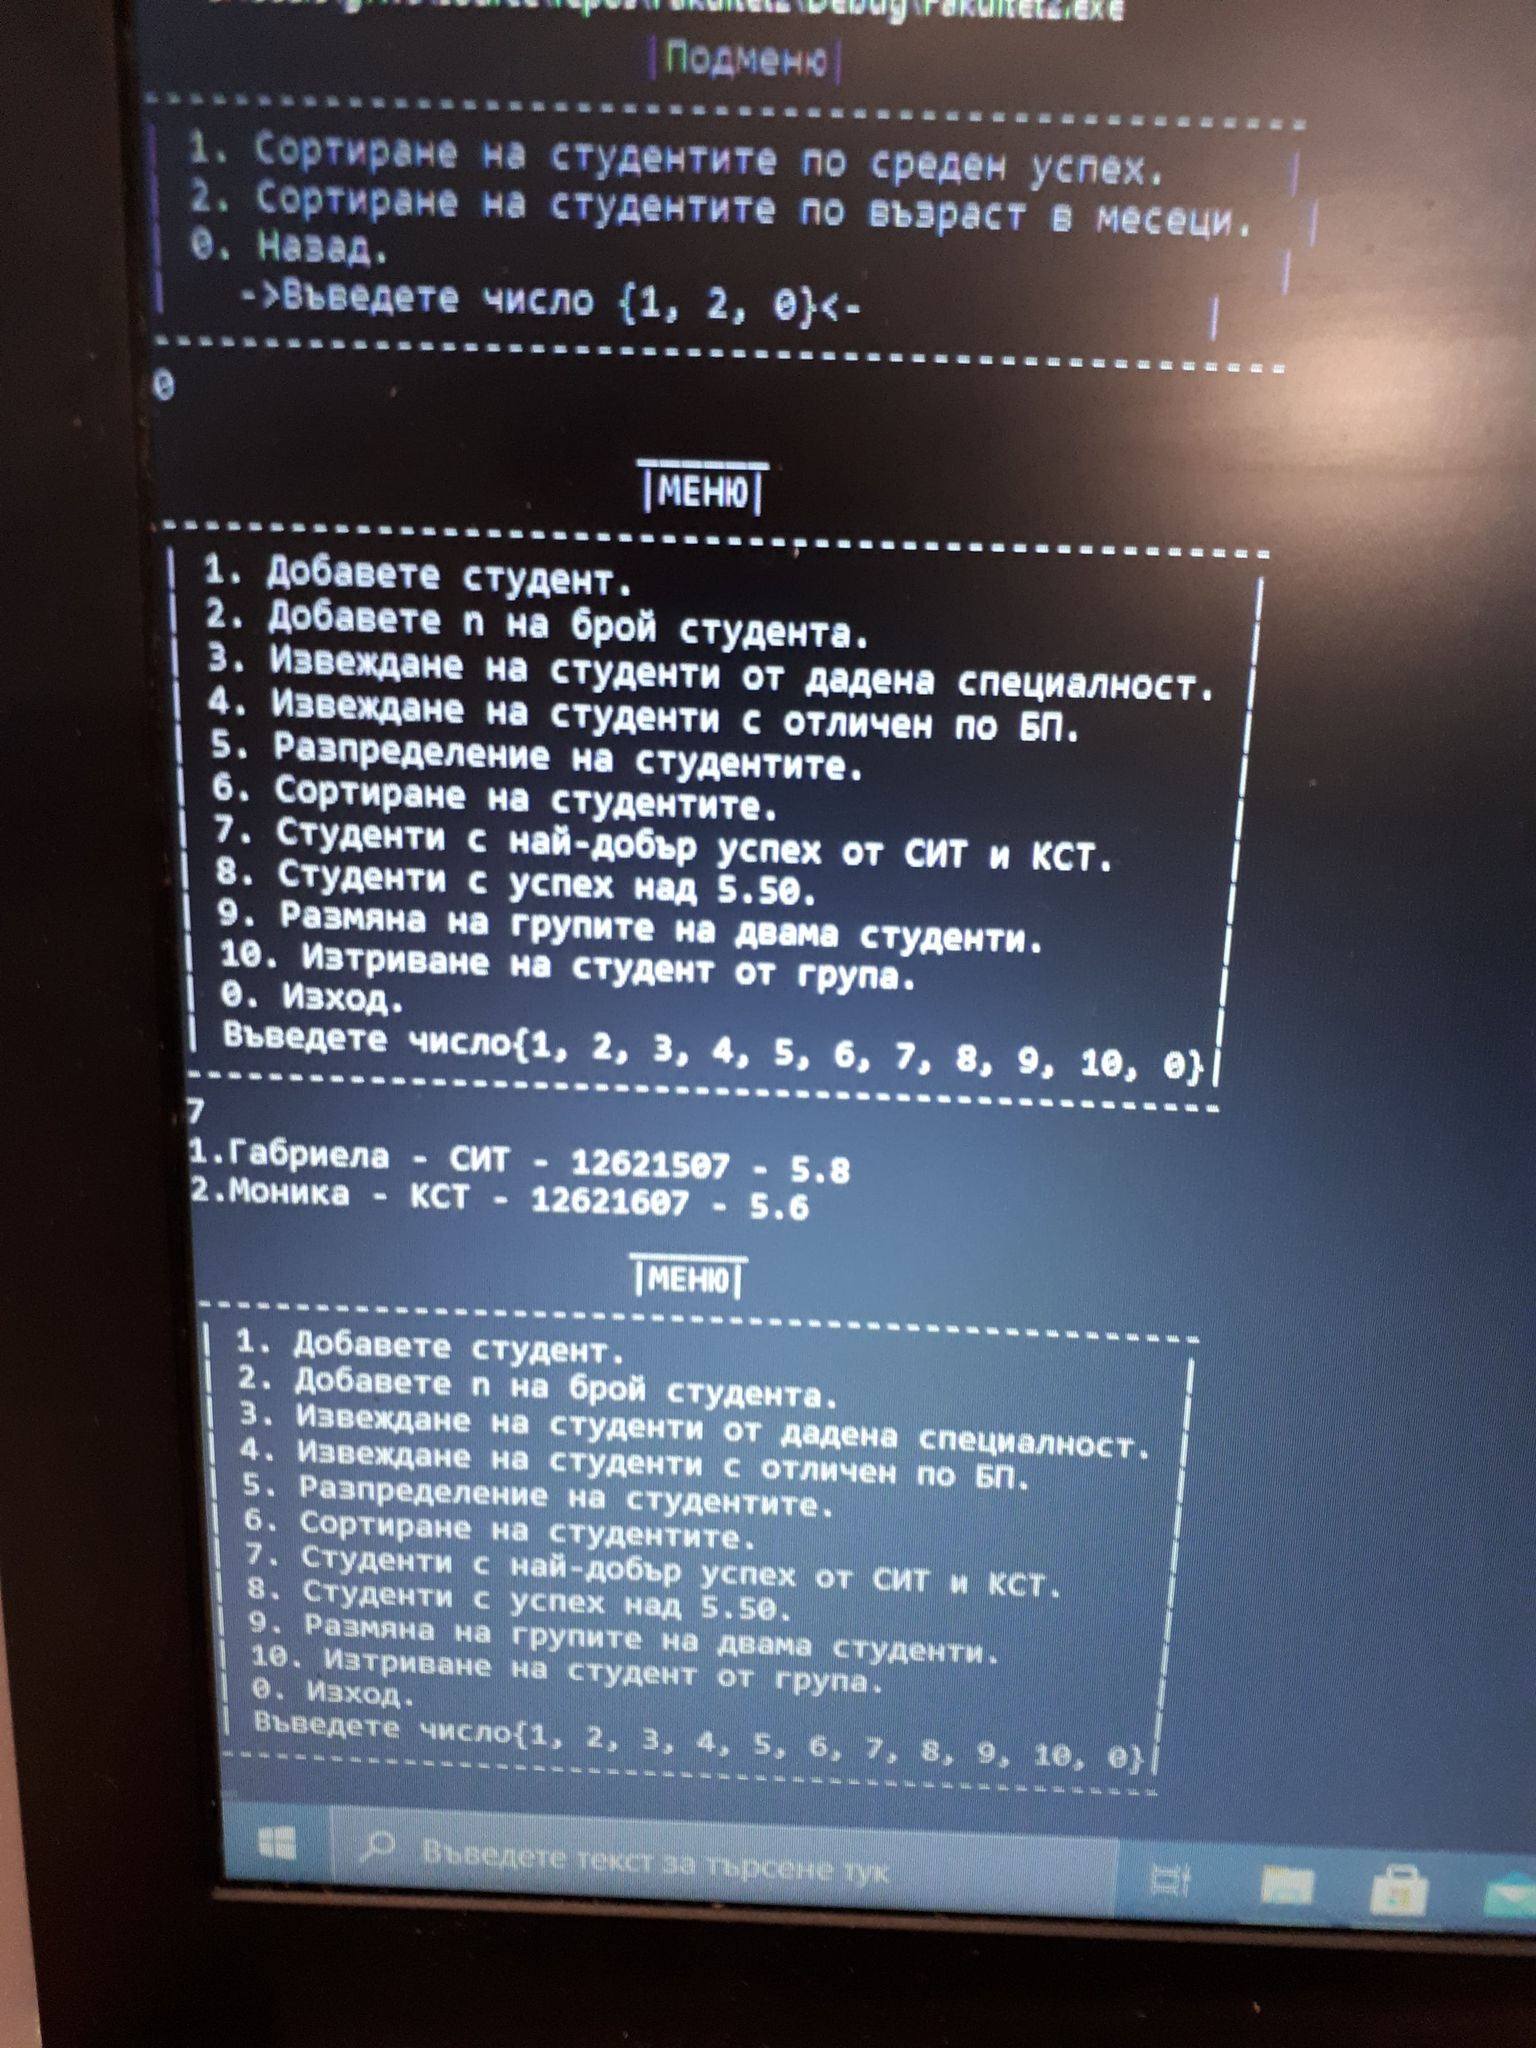 |Подменю|
1. Сортиране на студентите по среден успех.
2. Сортиране на студентите по възраст в месеци.
0. Назад.
->Въведете число {1, 2, 0}<-
0
|МЕНЮ|
1. Добавете студент.
2. Добавете n на брой студента.
3. Извеждане на студенти от дадена специалност.
4. Извеждане на студенти с отличен по БП.
5. Разпределение на студентите.
6. Сортиране на студентите.
7. Студенти с най-добър успех от СИТ и КСТ.
8. Студенти с успех над 5.50.
9. Размяна на групите на двама студенти.
10. Изтриване на студент от група.
0. Изход.
Въведете число{1, 2, 3, 4, 5, 6, 7, 8, 9, 10, 0}
7
1.Габриела - СИТ - 12621507 - 5.8
2.Моника - КСТ - 12621607 - 5.6
|МЕНЮ|
1. Добавете студент.
2. Добавете n на брой студента.
3. Извеждане на студенти от дадена специалност.
4. Извеждане на студенти с отличен по БП.
5. Разпределение на студентите.
6. Сортиране на студентите.
7. Студенти с най-добър успех от СИТ и КСТ.
8. Студенти с успех над 5.50.
9. Размяна на групите на двама студенти.
10. Изтриване на студент от група.
0. Изход.
Въведете число{1, 2, 3, 4, 5, 6, 7, 8, 9, 10, 0}
Въведете текст за търсене тук